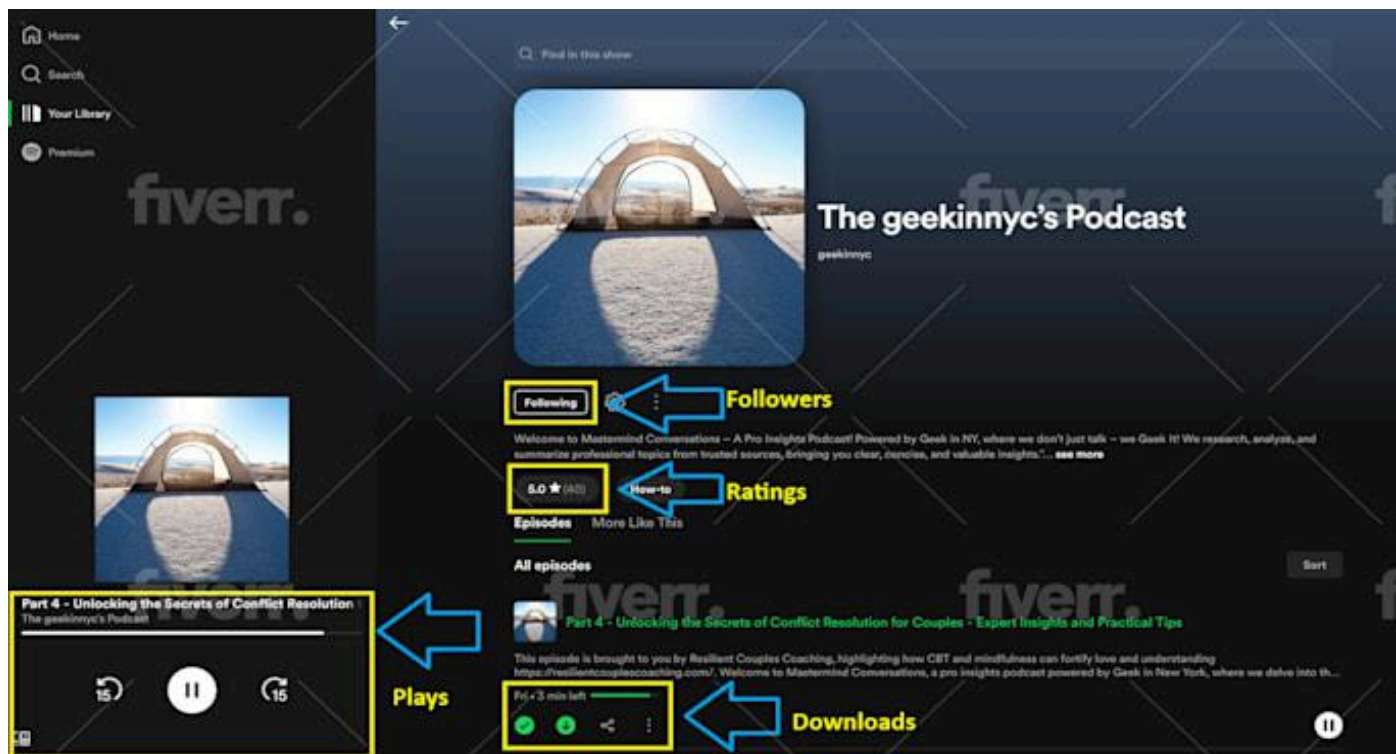 Home
Search
Your Library
Premium
Find in this show
The geekinnyc's Podcast
geekinnyc
Following
Followers
Welcome to Mastermind Conversations – A Pro Insights Podcast! Powered by Geek in NY, where we don't just talk – we Geek It! We research, analyze, and
summarize professional topics from trusted sources, bringing you clear, concise, and valuable insights."... see more
5.0 ★ (40)
How-to
Ratings
Episodes More Like This
All episodes
Sort
Part 4 - Unlocking the Secrets of Conflict Resolution for Couples - Expert Insights and Practical Tips
This episode is brought to you by Resilient Couples Coaching, highlighting how CBT and mindfulness can fortify love and understanding
https://resilientcouplescoaching.com/. Welcome to Mastermind Conversations, a pro insights podcast powered by Geek in New York, where we delve into th...
Fri • 3 min left
Downloads
Part 4 - Unlocking the Secrets of Conflict Resolution
The geekinnyc's Podcast
15
15
Plays
fiverr.
fiverr.
fiverr.
fiverr.